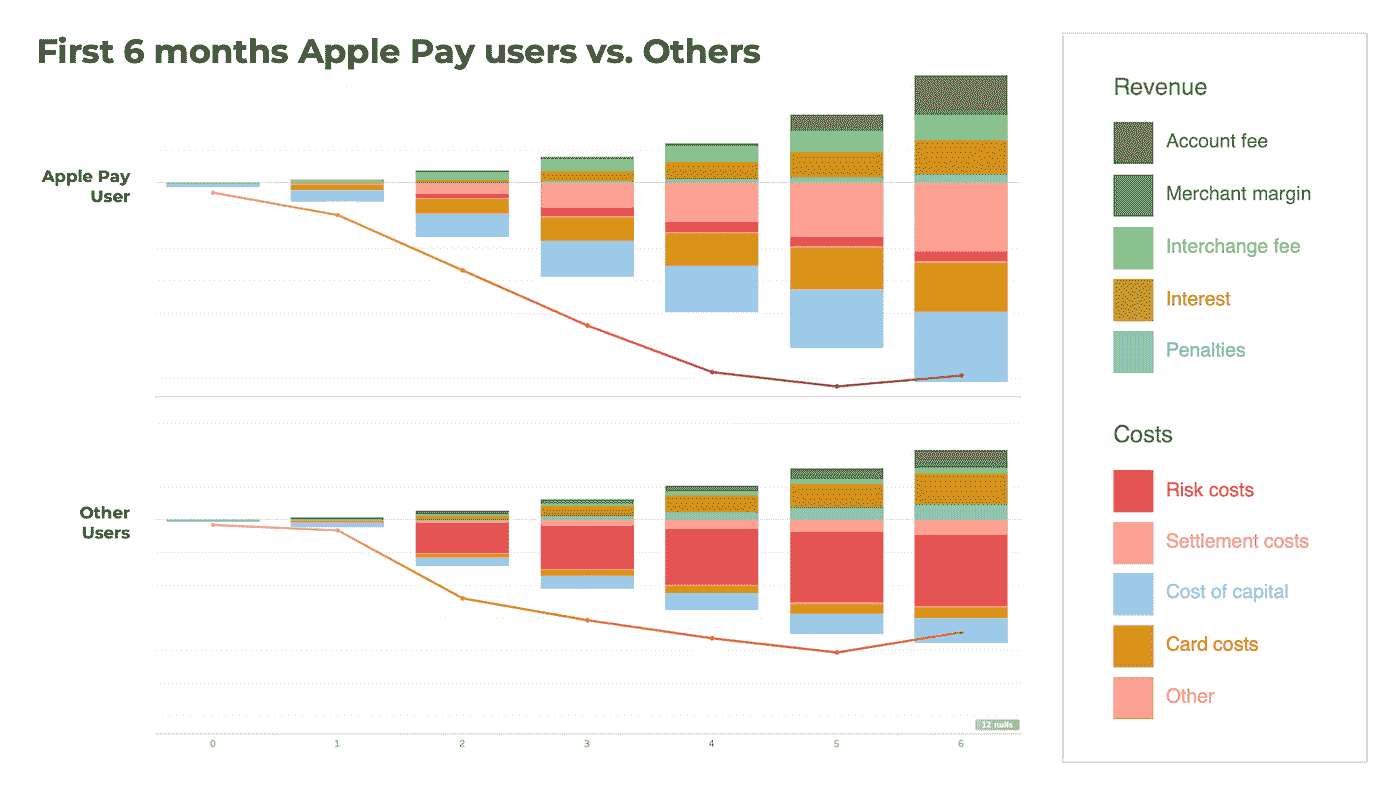 First 6 months Apple Pay users vs. Others
Apple Pay
User
Other
Users
12 nulls
0 1 2 3 4 5 6
Revenue
Account fee
Merchant margin
Interchange fee
Interest
Penalties
Costs
Risk costs
Settlement costs
Cost of capital
Card costs
Other